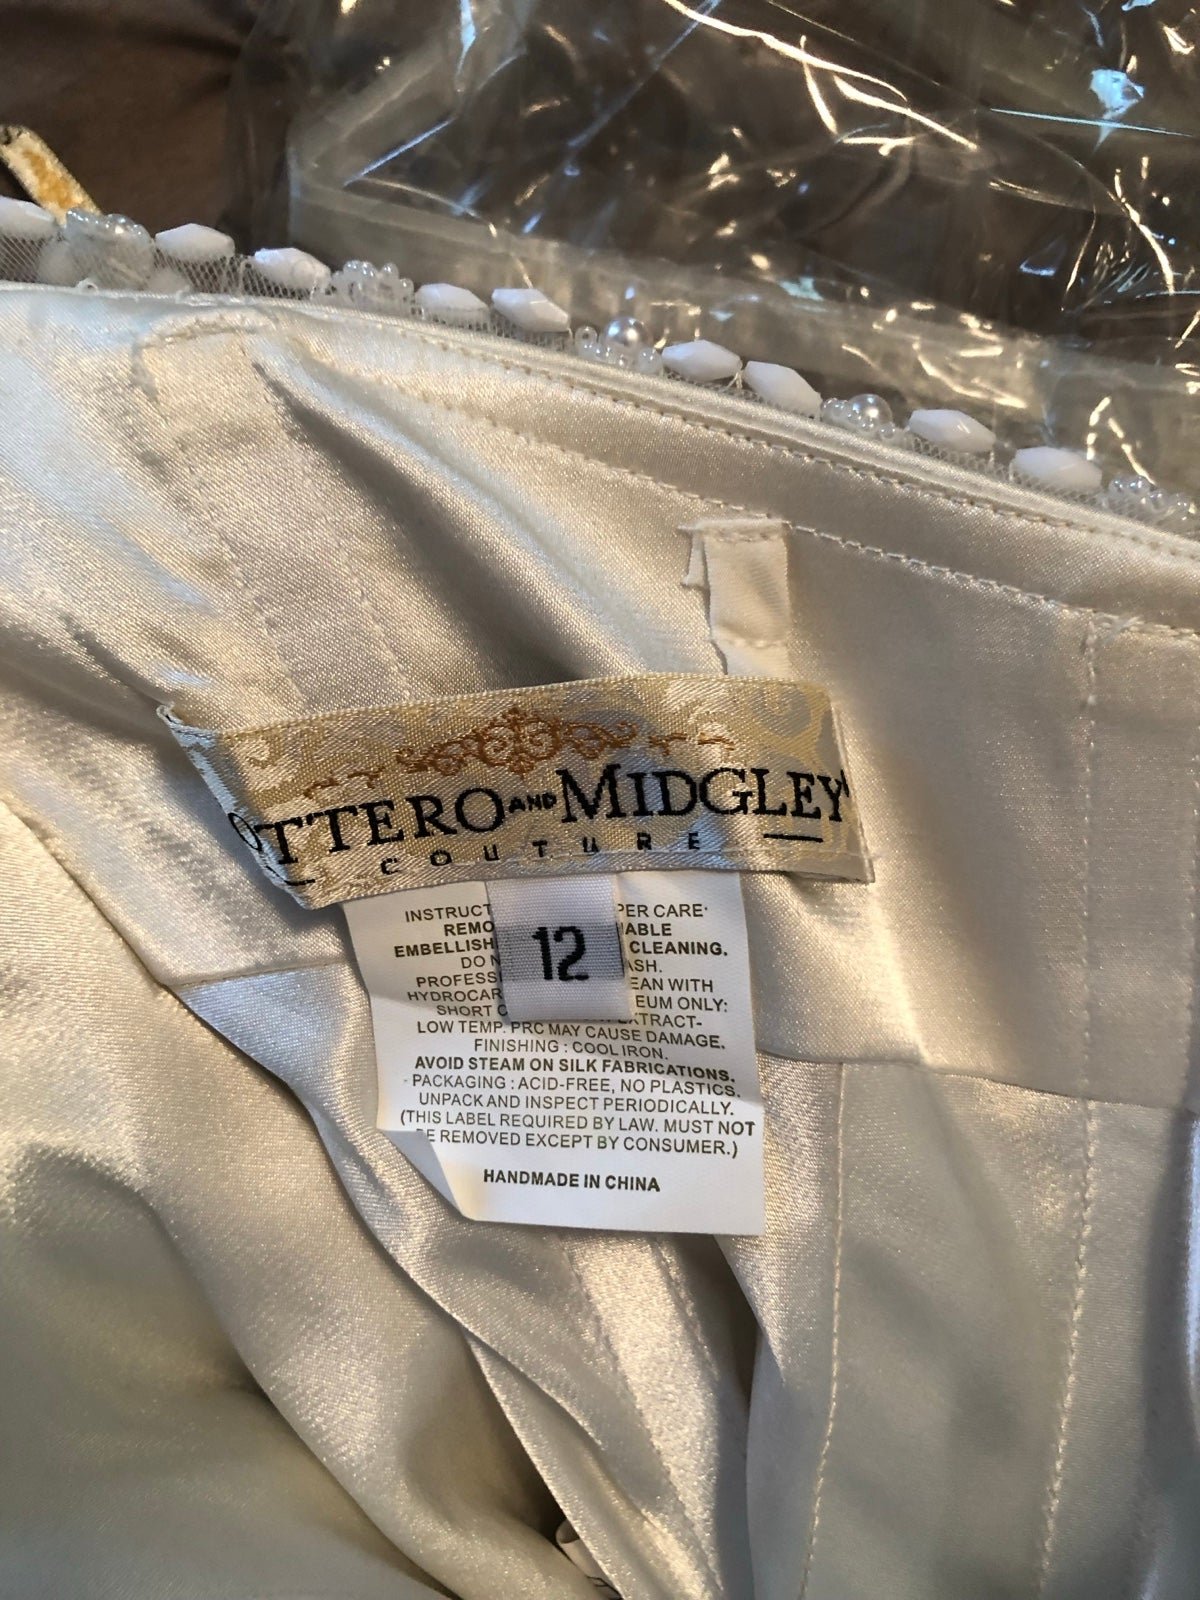 OTTERO AND MIDGLEY
COUTURE
12
INSTRUCT PER CARE·
REMO ABLE
EMBELLISH CLEANING.
DO N ASH.
PROFESS EAN WITH
HYDROCAR EUM ONLY:
SHORT C EXTRACT-
LOW TEMP. PRC MAY CAUSE DAMAGE.
FINISHING : COOL IRON.
AVOID STEAM ON SILK FABRICATIONS.
PACKAGING : ACID-FREE, NO PLASTICS.
UNPACK AND INSPECT PERIODICALLY.
(THIS LABEL REQUIRED BY LAW. MUST NOT
BE REMOVED EXCEPT BY CONSUMER.)
HANDMADE IN CHINA